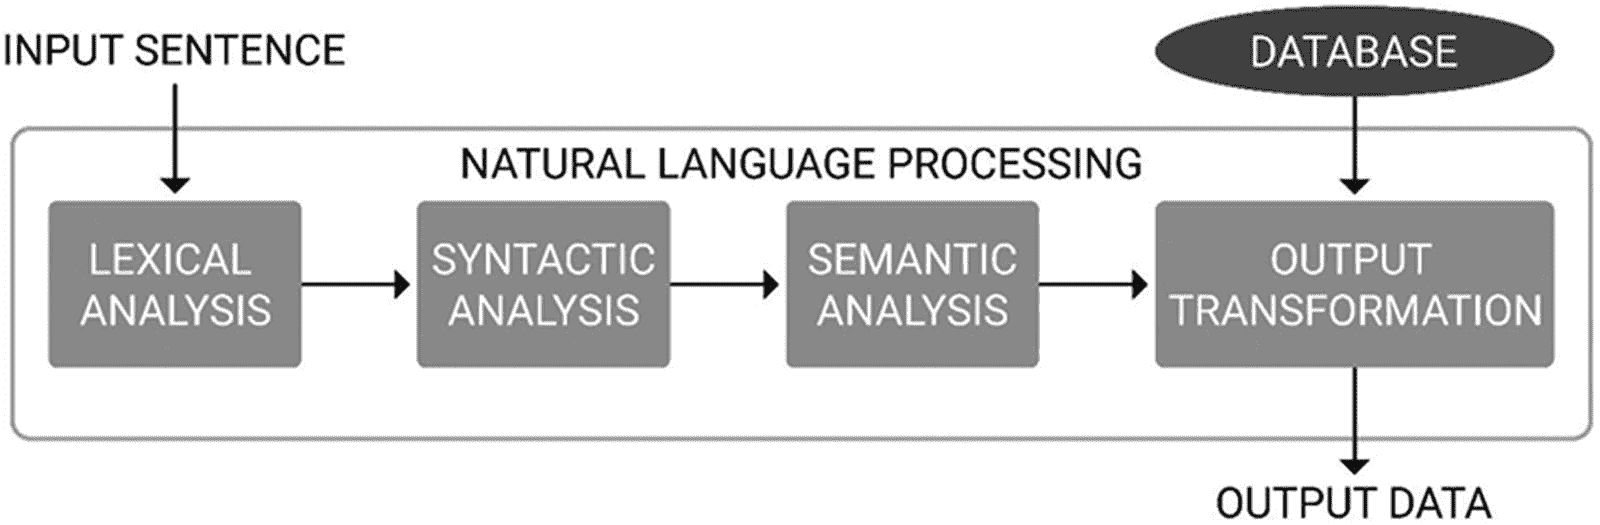 INPUT SENTENCE
DATABASE
NATURAL LANGUAGE PROCESSING
LEXICAL
ANALYSIS
SYNTACTIC
ANALYSIS
SEMANTIC
ANALYSIS
OUTPUT
TRANSFORMATION
OUTPUT DATA